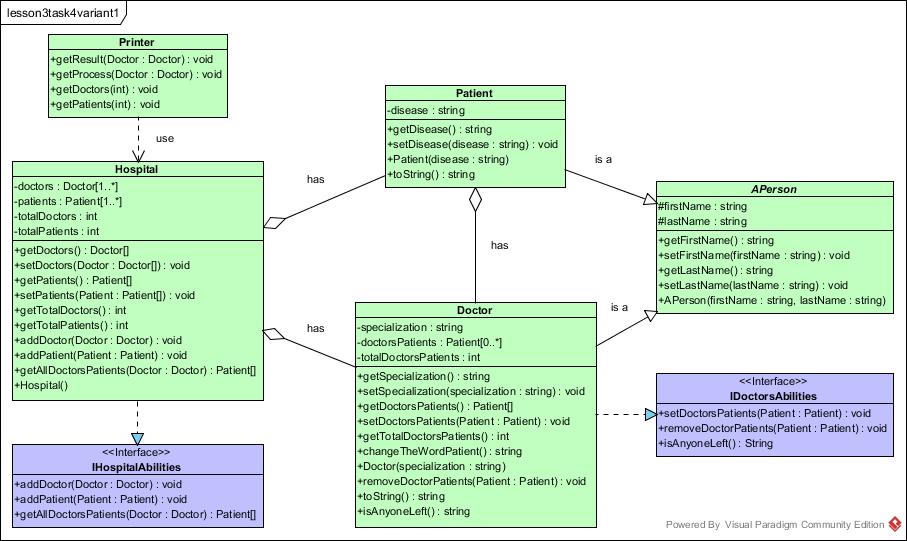 lesson3task4variant1
Printer
+getResult(Doctor : Doctor) : void
+getProcess(Doctor : Doctor) : void
+getDoctors(int) : void
+getPatients(int) : void
use
Hospital
-doctors : Doctor[1..*]
-patients : Patient[1..*]
-totalDoctors : int
-totalPatients : int
+getDoctors() : Doctor[]
+setDoctors(Doctor : Doctor[]) : void
+getPatients() : Patient[]
+setPatients(Patient : Patient[]) : void
+getTotalDoctors() : int
+getTotalPatients() : int
+addDoctor(Doctor : Doctor) : void
+addPatient(Patient : Patient) : void
+getAllDoctorsPatients(Doctor : Doctor) : Patient[]
+Hospital()
<<Interface>>
IHospitalAbilities
+addDoctor(Doctor : Doctor) : void
+addPatient(Patient : Patient) : void
+getAllDoctorsPatients(Doctor : Doctor) : Patient[]
has
has
Patient
-disease : string
+getDisease() : string
+setDisease(disease : string) : void
+Patient(disease : string)
+toString() : string
has
Doctor
-specialization : string
-doctorsPatients : Patient[0..*]
-totalDoctorsPatients : int
+getSpecialization() : string
+setSpecialization(specialization : string) : void
+getDoctorsPatients() : Patient[]
+setDoctorsPatients(Patient : Patient) : void
+getTotalDoctorsPatients() : int
+changeTheWordPatient() : string
+Doctor(specialization : string)
+removeDoctorPatients(Patient : Patient) : void
+toString() : string
+isAnyoneLeft() : string
is a
is a
APerson
#firstName : string
#lastName : string
+getFirstName() : string
+setFirstName(firstName : string) : void
+getLastName() : string
+setLastName(lastName : string) : void
+APerson(firstName : string, lastName : string)
<<Interface>>
IDoctorsAbilities
+setDoctorsPatients(Patient : Patient) : void
+removeDoctorPatients(Patient : Patient) : void
+isAnyoneLeft() : String
Powered By Visual Paradigm Community Edition